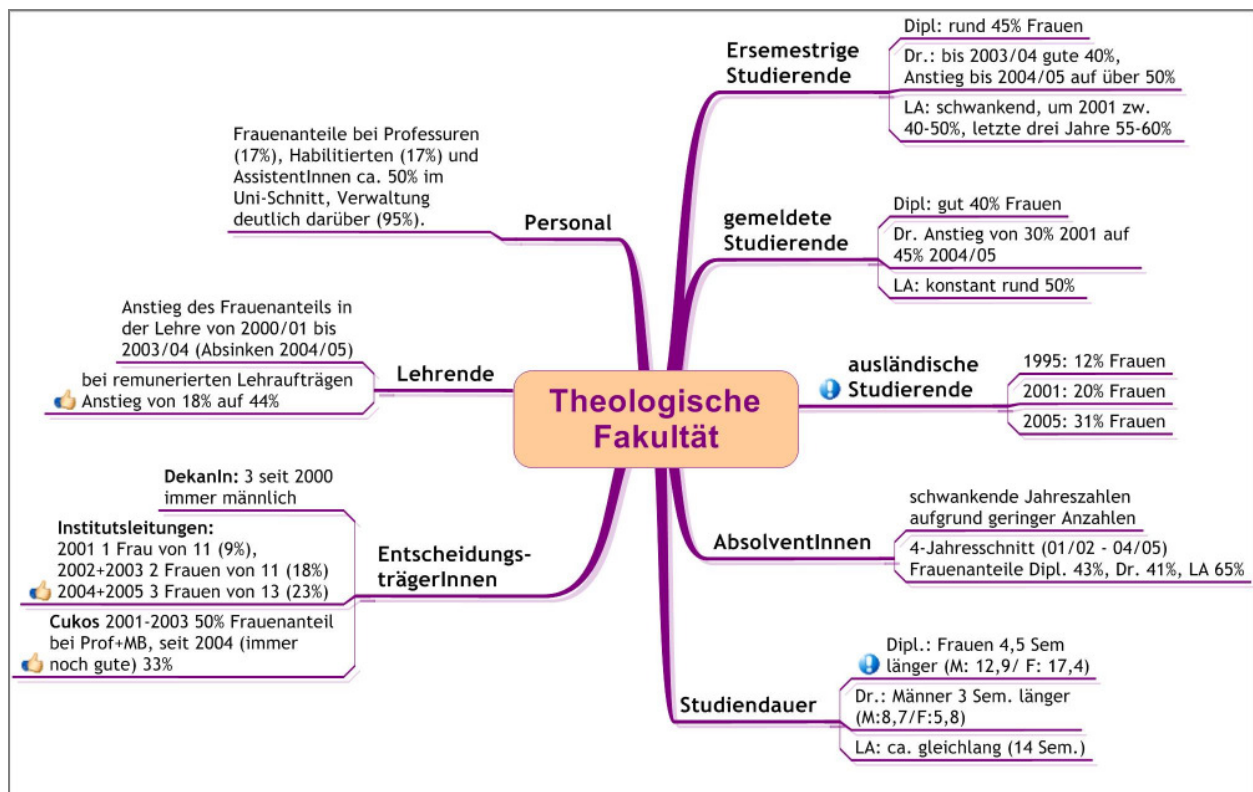 Theologische
Fakultät
Ersemestrige
Studierende
Dipl: rund 45% Frauen
Dr.: bis 2003/04 gute 40%,
Anstieg bis 2004/05 auf über 50%
LA: schwankend, um 2001 zw.
40-50%, letzte drei Jahre 55-60%
gemeldete
Studierende
Dipl: gut 40% Frauen
Dr. Anstieg von 30% 2001 auf
45% 2004/05
LA: konstant rund 50%
ausländische
Studierende
1995: 12% Frauen
2001: 20% Frauen
2005: 31% Frauen
AbsolventInnen
schwankende Jahreszahlen
aufgrund geringer Anzahlen
4-Jahresschnitt (01/02 - 04/05)
Frauenanteile Dipl. 43%, Dr. 41%, LA 65%
Studiendauer
Dipl.: Frauen 4,5 Sem
länger (M: 12,9/ F: 17,4)
Dr.: Männer 3 Sem. länger
(M:8,7/F:5,8)
LA: ca. gleichlang (14 Sem.)
Personal
Frauenanteile bei Professuren
(17%), Habilitierten (17%) und
AssistentInnen ca. 50% im
Uni-Schnitt, Verwaltung
deutlich darüber (95%).
Lehrende
Anstieg des Frauenanteils in
der Lehre von 2000/01 bis
2003/04 (Absinken 2004/05)
bei remunerierten Lehraufträgen
Anstieg von 18% auf 44%
Entscheidungs-
trägerInnen
DekanIn: 3 seit 2000
immer männlich
Institutsleitungen:
2001 1 Frau von 11 (9%),
2002+2003 2 Frauen von 11 (18%)
2004+2005 3 Frauen von 13 (23%)
Cukos 2001-2003 50% Frauenanteil
bei Prof+MB, seit 2004 (immer
noch gute) 33%